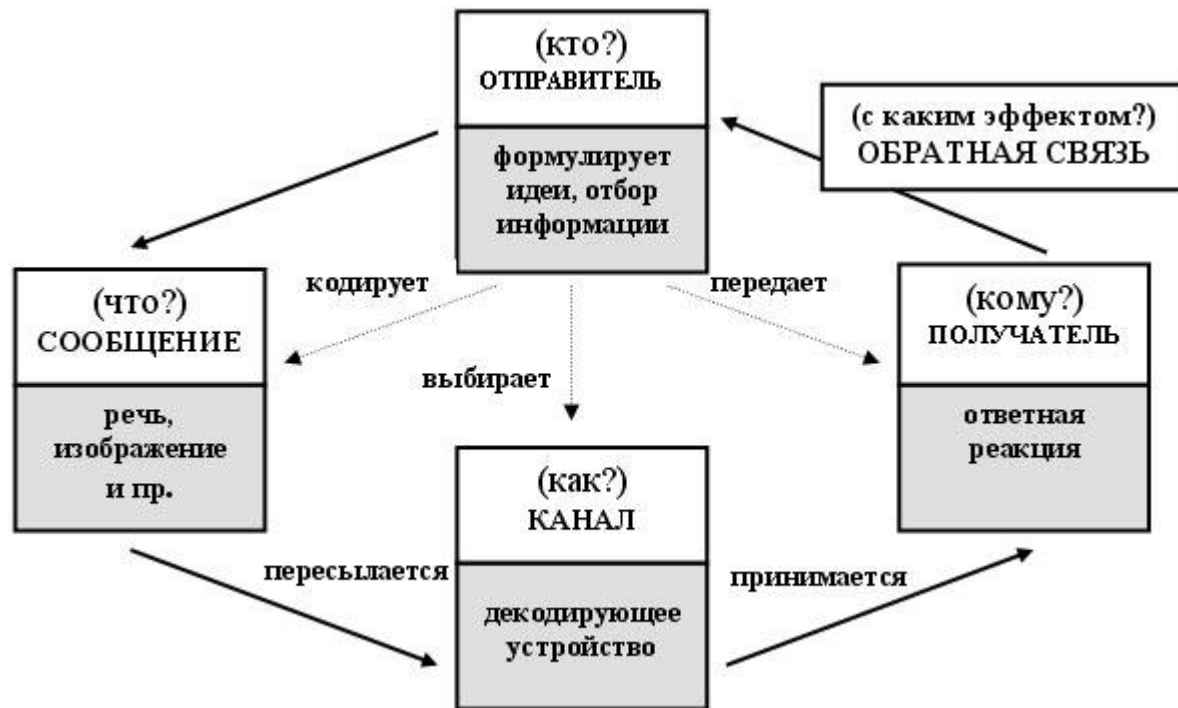 (кто?)
ОТПРАВИТЕЛЬ
формулирует
идеи, отбор
информации
(с каким эффектом?)
ОБРАТНАЯ СВЯЗЬ
кодирует
передает
выбирает
(что?)
СООБЩЕНИЕ
речь,
изображение
и пр.
(кому?)
ПОЛУЧАТЕЛЬ
ответная
реакция
(как?)
КАНАЛ
декодирующее
устройство
пересылается
принимается